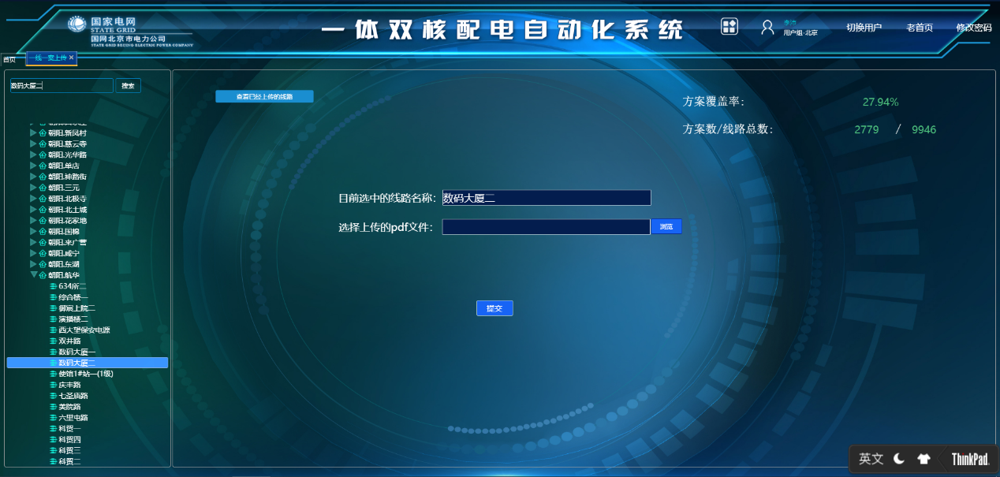 国家电网
STATE GRID
国网北京市电力公司
STATE GRID BEIJING ELECTRIC POWER COMPANY
一体双核配电自动化系统
用户组:北京
切换用户
老首页
修改密码
首页
一线一案上传 ×
数码大厦二
搜索
查看已经上传的线路
方案覆盖率：
27.94%
方案数/线路总数：
2779 / 9946
朝阳.新凤村
朝阳.慈云寺
朝阳.光华路
朝阳.单店
朝阳.神路街
朝阳.三元
朝阳.北极寺
朝阳.北土城
朝阳.花家地
朝阳.国棉
朝阳.来广营
朝阳.咸宁
朝阳.东湖
朝阳.航华
634所二
综合楼一
御宸上院二
演播楼二
西大望保安电源
双井路
数码大厦一
数码大厦二
使馆1#站一(1级)
庆丰路
七圣庙路
美院路
六里屯路
科贸一
科贸四
科贸三
科贸二
目前选中的线路名称：
数码大厦二
选择上传的pdf文件：
浏览
提交
英文
ThinkPad